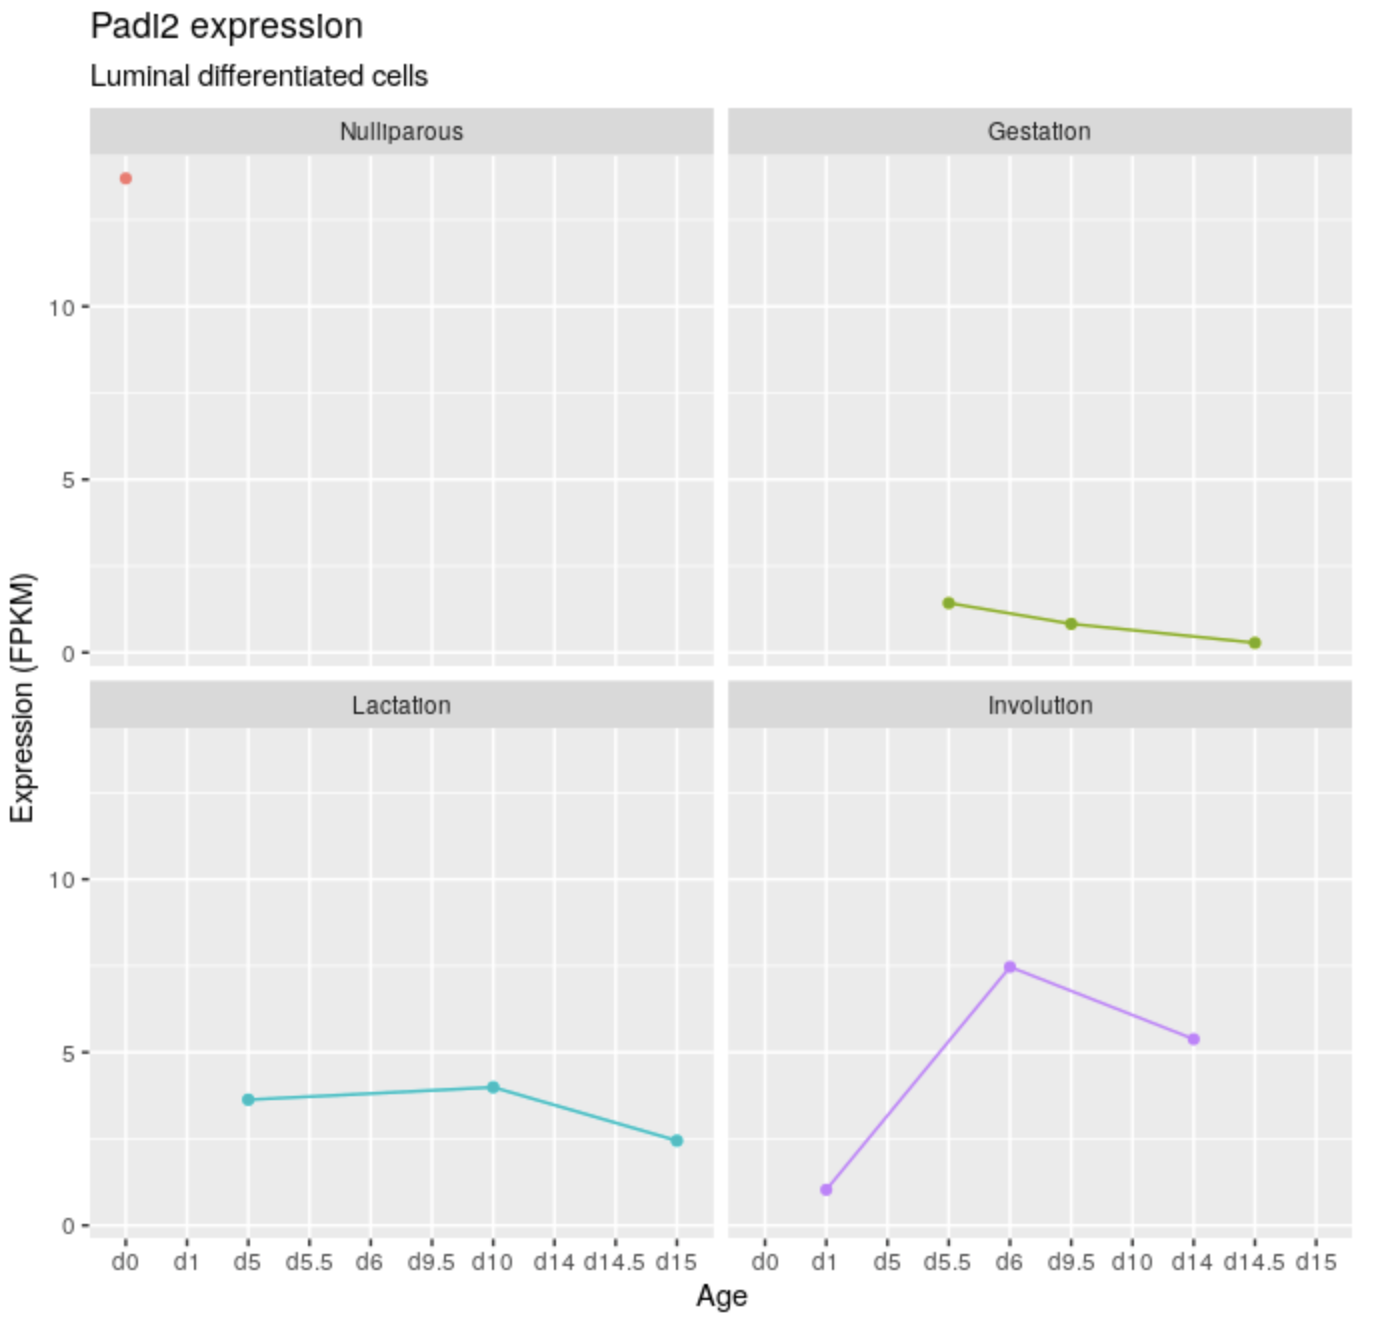 Padi2 expression
Luminal differentiated cells
Nulliparous
Gestation
10
5
0
Lactation
Involution
10
5
0
Expression (FPKM)
d0 d1 d5 d5.5 d6 d9.5 d10 d14 d14.5 d15
d0 d1 d5 d5.5 d6 d9.5 d10 d14 d14.5 d15
Age